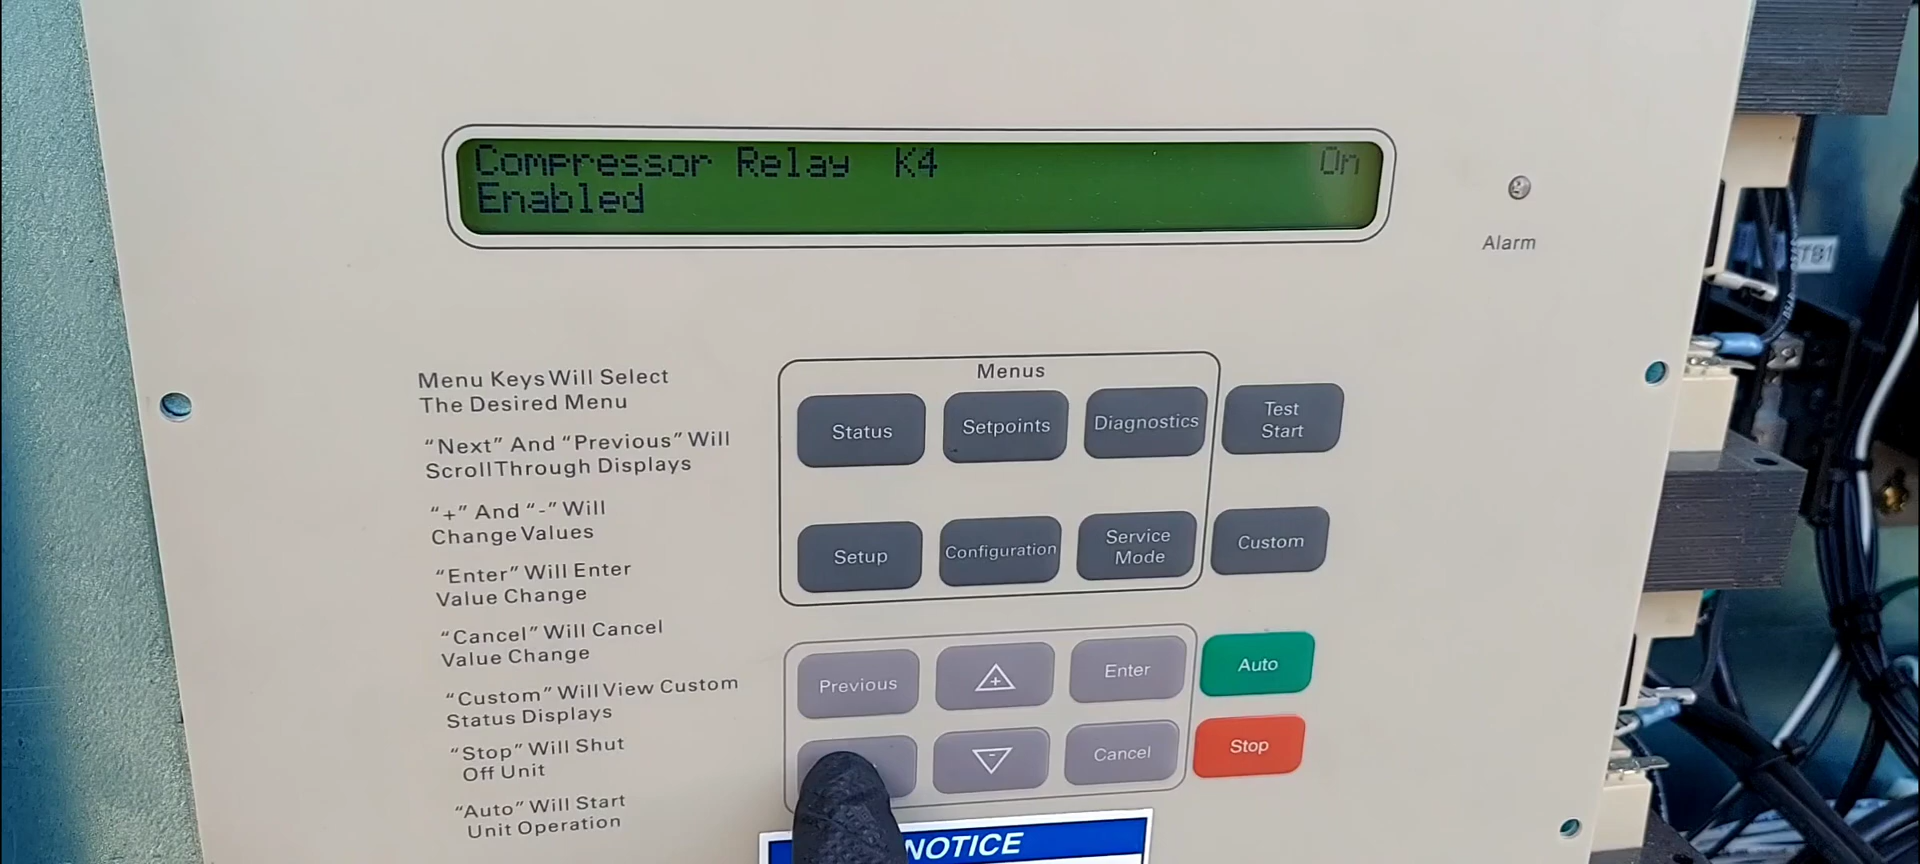 Compressor Relay K4 On
Enabled
Alarm
Menu Keys Will Select
The Desired Menu
“Next” And “Previous” Will
Scroll Through Displays
“+” And “-” Will
Change Values
“Enter” Will Enter
Value Change
“Cancel” Will Cancel
Value Change
“Custom” Will View Custom
Status Displays
“Stop” Will Shut
Off Unit
“Auto” Will Start
Unit Operation
Menus
Status
Setpoints
Diagnostics
Test
Start
Setup
Configuration
Service
Mode
Custom
Previous
+
Enter
Auto
-
Cancel
Stop
NOTICE
TB1